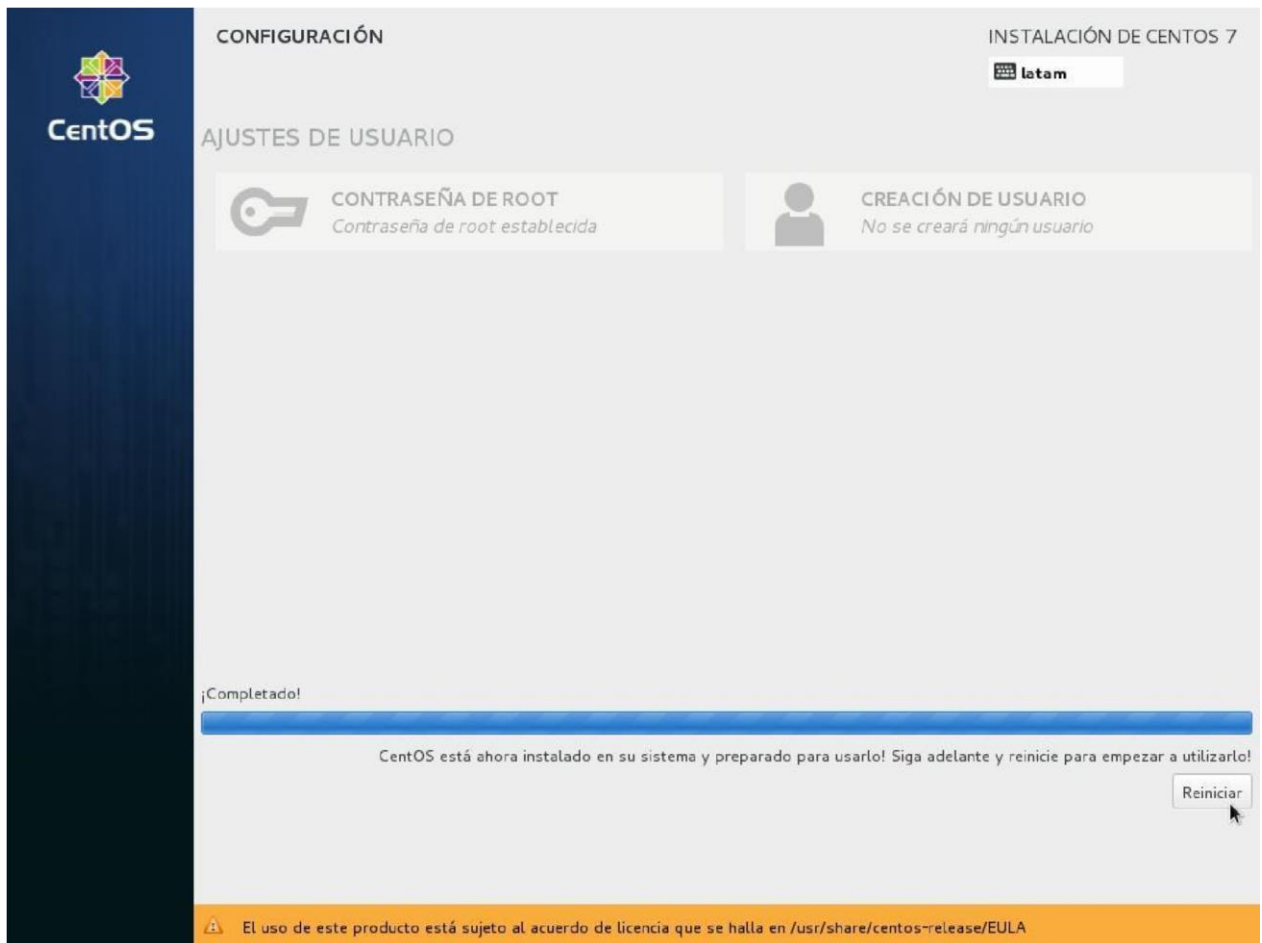 CONFIGURACIÓN
INSTALACIÓN DE CENTOS 7
latam
CentOS
AJUSTES DE USUARIO
CONTRASEÑA DE ROOT
Contraseña de root establecida
CREACIÓN DE USUARIO
No se creará ningún usuario
¡Completado!
CentOS está ahora instalado en su sistema y preparado para usarlo! Siga adelante y reinicie para empezar a utilizarlo!
Reiniciar
El uso de este producto está sujeto al acuerdo de licencia que se halla en /usr/share/centos-release/EULA